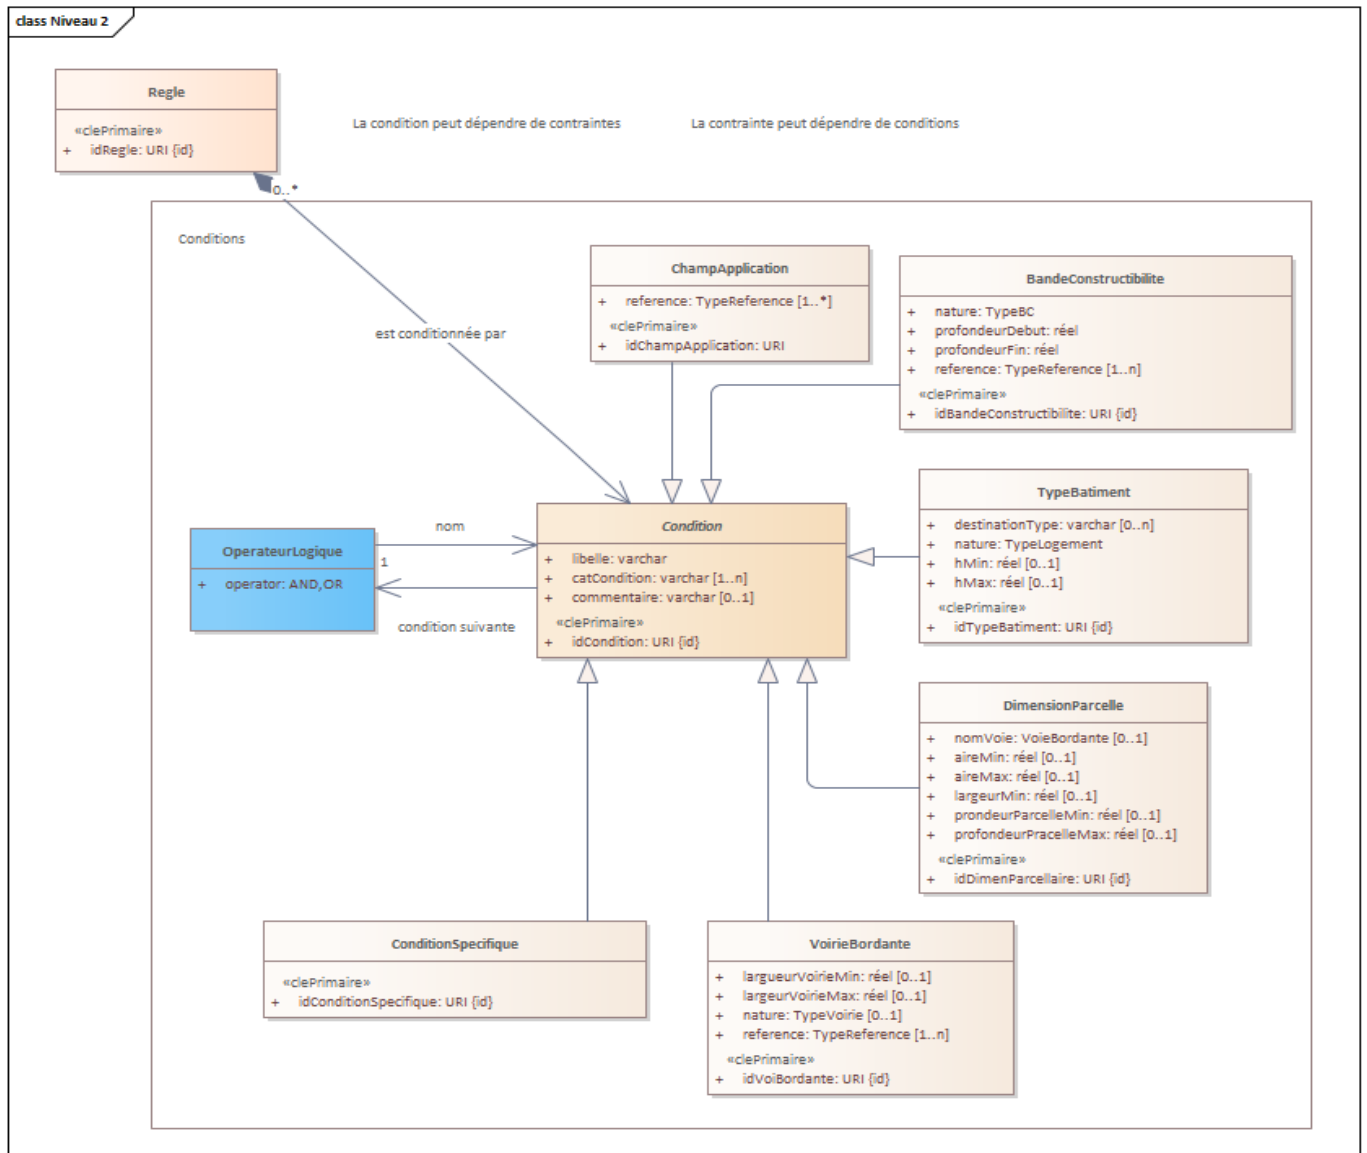 class Niveau 2
Regle
«clePrimaire»
+ idRegle: URI {id}
La condition peut dépendre de contraintes
La contrainte peut dépendre de conditions
0..*
Conditions
est conditionnée par
ChampApplication
+ reference: TypeReference [1..*]
«clePrimaire»
+ idChampApplication: URI
BandeConstructibilite
+ nature: TypeBC
+ profondeurDebut: réel
+ profondeurFin: réel
+ reference: TypeReference [1..n]
«clePrimaire»
+ idBandeConstructibilite: URI {id}
OperateurLogique
+ operator: AND,OR
nom
1
condition suivante
Condition
+ libelle: varchar
+ catCondition: varchar [1..n]
+ commentaire: varchar [0..1]
«clePrimaire»
+ idCondition: URI {id}
TypeBatiment
+ destinationType: varchar [0..n]
+ nature: TypeLogement
+ hMin: réel [0..1]
+ hMax: réel [0..1]
«clePrimaire»
+ idTypeBatiment: URI {id}
DimensionParcelle
+ nomVoie: VoieBordante [0..1]
+ aireMin: réel [0..1]
+ aireMax: réel [0..1]
+ largeurMin: réel [0..1]
+ prondeurParcelleMin: réel [0..1]
+ profondeurPracelleMax: réel [0..1]
«clePrimaire»
+ idDimenParcellaire: URI {id}
ConditionSpecifique
«clePrimaire»
+ idConditionSpecifique: URI {id}
VoirieBordante
+ largueurVoirieMin: réel [0..1]
+ largeurVoirieMax: réel [0..1]
+ nature: TypeVoirie [0..1]
+ reference: TypeReference [1..n]
«clePrimaire»
+ idVoiBordante: URI {id}